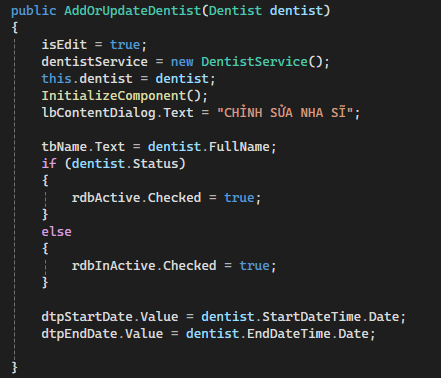 public AddOrUpdateDentist(Dentist dentist)
{
isEdit = true;
dentistService = new DentistService();
this.dentist = dentist;
InitializeComponent();
lbContentDialog.Text = "CHỈNH SỬA NHA SĨ";
tbName.Text = dentist.FullName;
if (dentist.Status)
{
rdbActive.Checked = true;
}
else
{
rdbInActive.Checked = true;
}
dtpStartDate.Value = dentist.StartDateTime.Date;
dtpEndDate.Value = dentist.EndDateTime.Date;
}